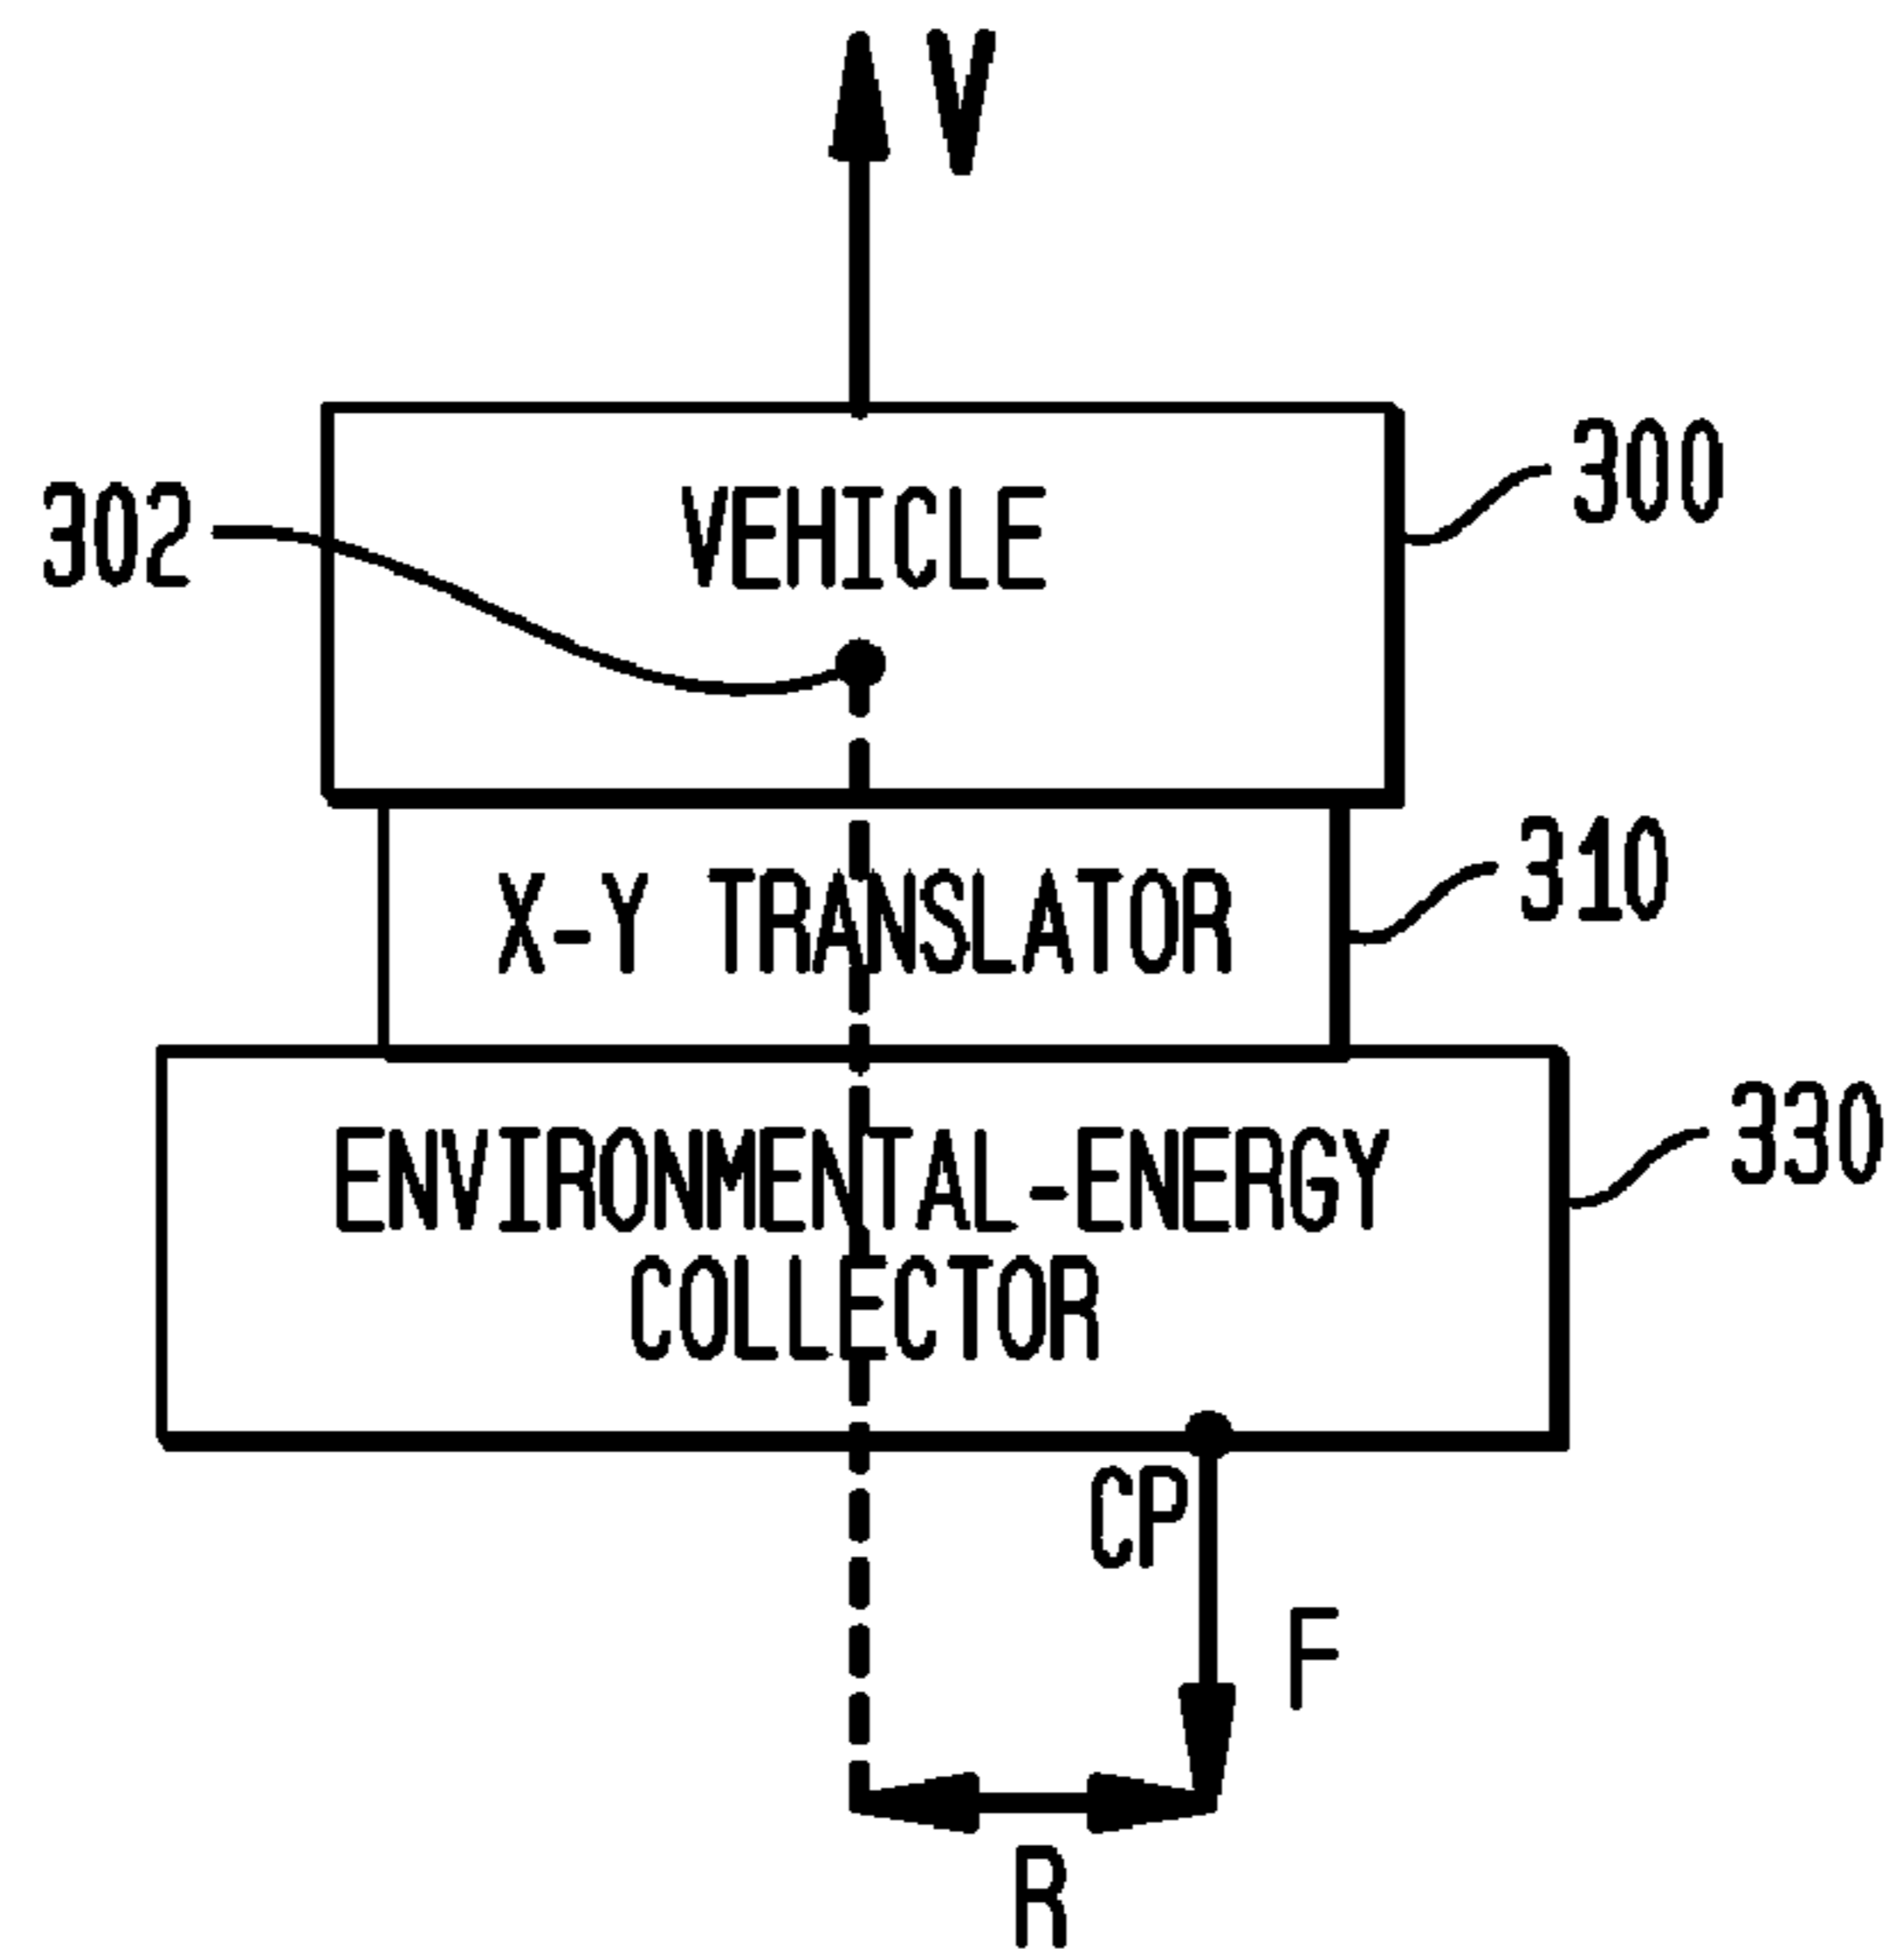 V
300
302
VEHICLE
310
X-Y TRANSLATOR
330
ENVIRONMENTAL-ENERGY
COLLECTOR
CP
F
R